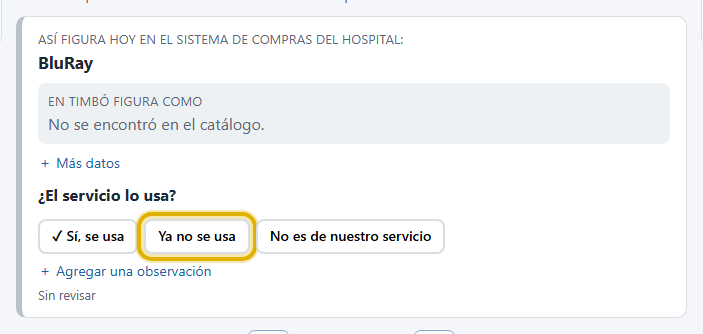 ASÍ FIGURA HOY EN EL SISTEMA DE COMPRAS DEL HOSPITAL:
BluRay
EN TIMBÓ FIGURA COMO
No se encontró en el catálogo.
+ Más datos
¿El servicio lo usa?
✓ Sí, se usa Ya no se usa No es de nuestro servicio
+ Agregar una observación
Sin revisar